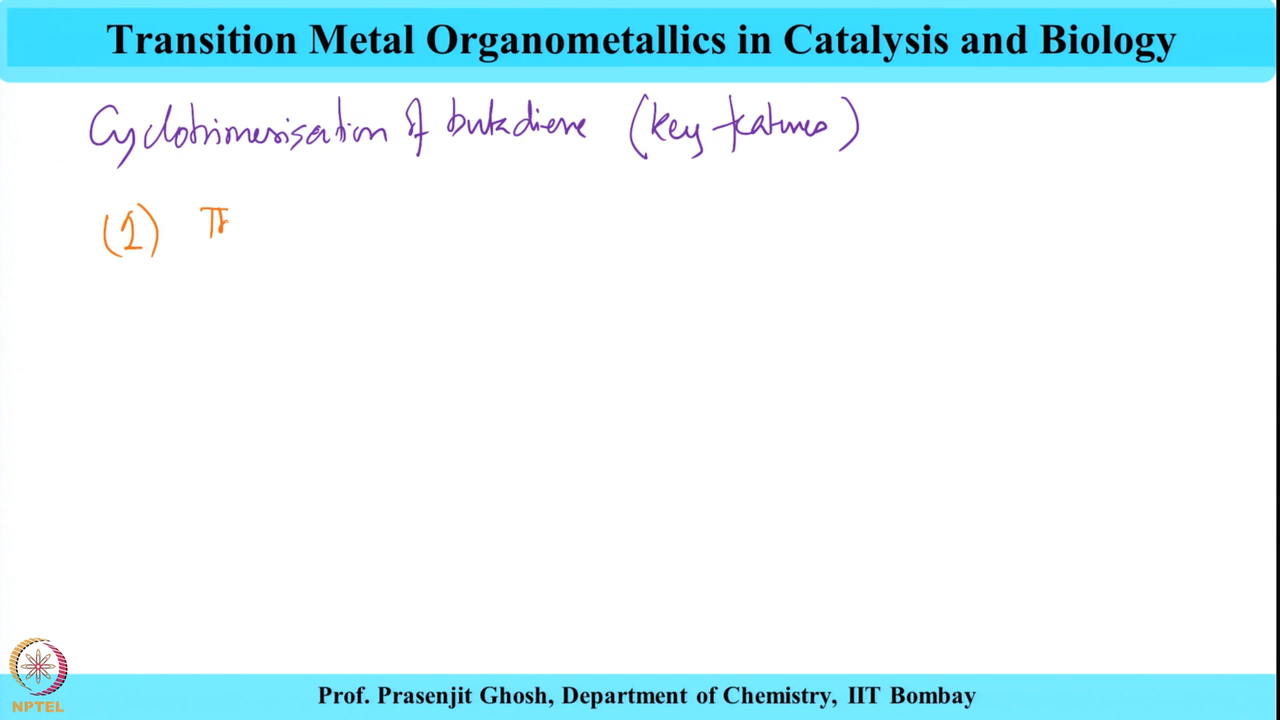 Transition Metal Organometallics in Catalysis and Biology
Cyclotrimerisation of butadiene (key features)
(1) Th
NPTEL
Prof. Prasenjit Ghosh, Department of Chemistry, IIT Bombay